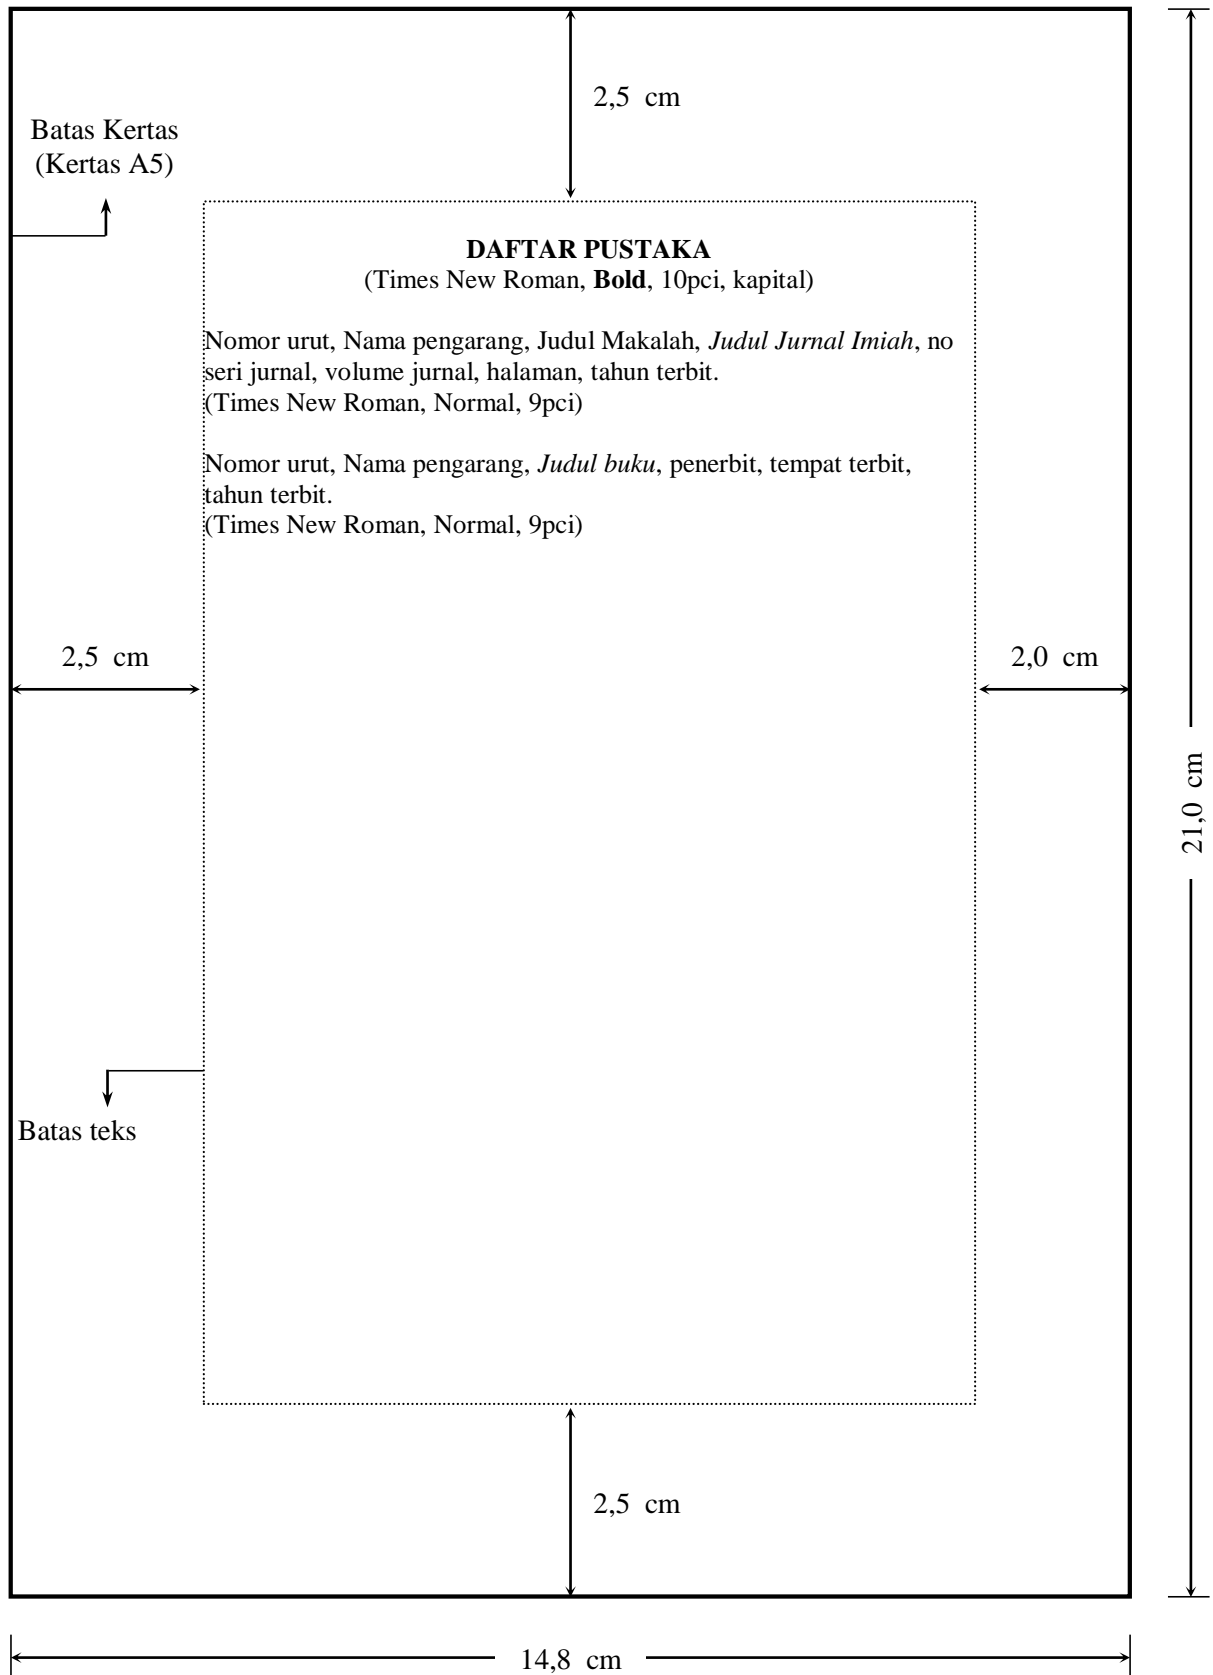 2,5 cm
Batas Kertas
(Kertas A5)
DAFTAR PUSTAKA
(Times New Roman, Bold, 10pci, kapital)
Nomor urut, Nama pengarang, Judul Makalah, Judul Jurnal Imiah, no
seri jurnal, volume jurnal, halaman, tahun terbit.
(Times New Roman, Normal, 9pci)
Nomor urut, Nama pengarang, Judul buku, penerbit, tempat terbit,
tahun terbit.
(Times New Roman, Normal, 9pci)
2,5 cm
2,0 cm
21,0 cm
Batas teks
2,5 cm
14,8 cm